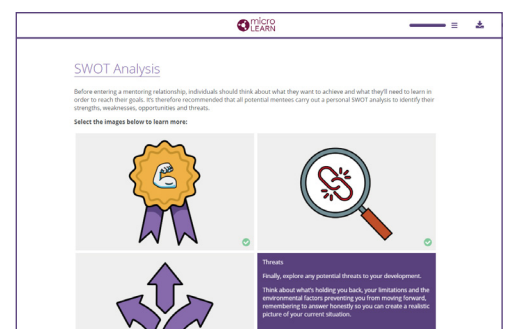 micro
LEARN
SWOT Analysis
Before entering a mentoring relationship, individuals should think about what they want to achieve and what they'll need to learn in
order to reach their goals. It's therefore recommended that all potential mentees carry out a personal SWOT analysis to identify their
strengths, weaknesses, opportunities and threats.
Select the images below to learn more:
Threats
Finally, explore any potential threats to your development.
Think about what's holding you back, your limitations and the
environmental factors preventing you from moving forward,
remembering to answer honestly so you can create a realistic
picture of your current situation.